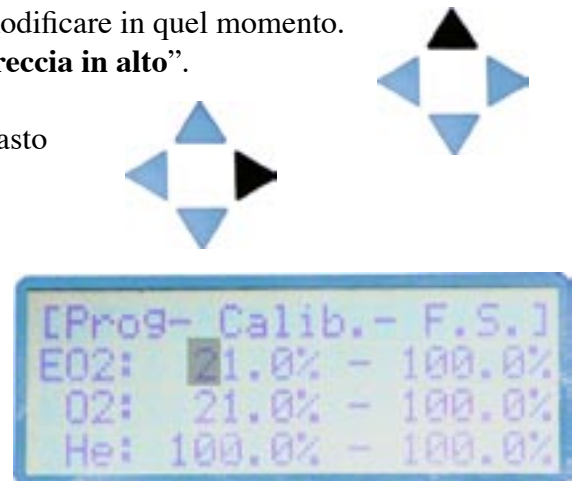 odificare in quel momento.
reccia in alto”.
asto
[Prog- Calib.- F.S.]
EO2: 21.0% - 100.0%
O2: 21.0% - 100.0%
He: 100.0% - 100.0%